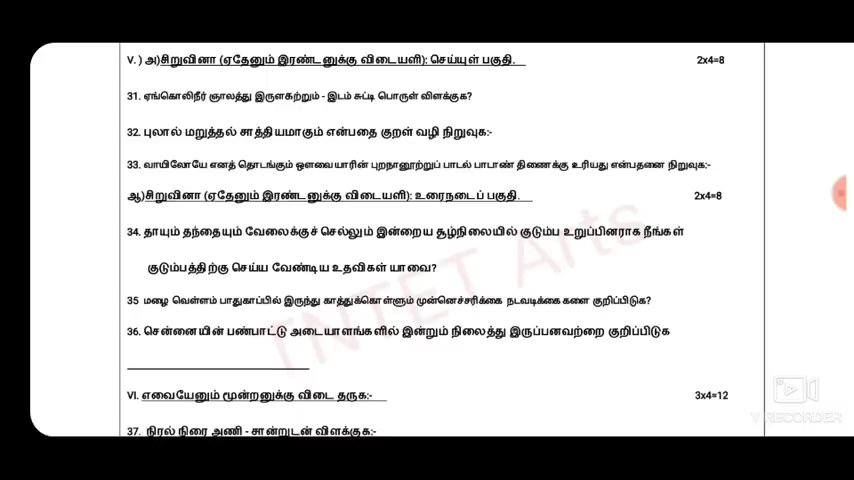 V. ) அ)சிறுவினா (ஏதேனும் இரண்டனுக்கு விடையளி): செய்யுள் பகுதி. 2x4=8
31. ஏங்கொலிநீர் ஞாலத்து இருளகற்றும் - இடம் சுட்டி பொருள் விளக்குக?
32. புலால் மறுத்தல் சாத்தியமாகும் என்பதை குறள் வழி நிறுவுக:-
33. வாயிலோயே எனத் தொடங்கும் ஔவையாரின் புறநானூற்றுப் பாடல் பாடாண் திணைக்கு உரியது என்பதனை நிறுவுக:-
ஆ)சிறுவினா (ஏதேனும் இரண்டனுக்கு விடையளி): உரைநடைப் பகுதி. 2x4=8
34. தாயும் தந்தையும் வேலைக்குச் செல்லும் இன்றைய சூழ்நிலையில் குடும்ப உறுப்பினராக நீங்கள்
குடும்பத்திற்கு செய்ய வேண்டிய உதவிகள் யாவை?
35 மழை வெள்ளம் பாதுகாப்பில் இருந்து காத்துக்கொள்ளும் முன்னெச்சரிக்கை நடவடிக்கை களை குறிப்பிடுக?
36. சென்னையின் பண்பாட்டு அடையாளங்களில் இன்றும் நிலைத்து இருப்பனவற்றை குறிப்பிடுக
VI. எவையேனும் மூன்றனுக்கு விடை தருக:- 3x4=12
37. நிரல் நிரை அணி - சான்றுடன் விளக்குக:-
TNTET Arts
V RECORDER